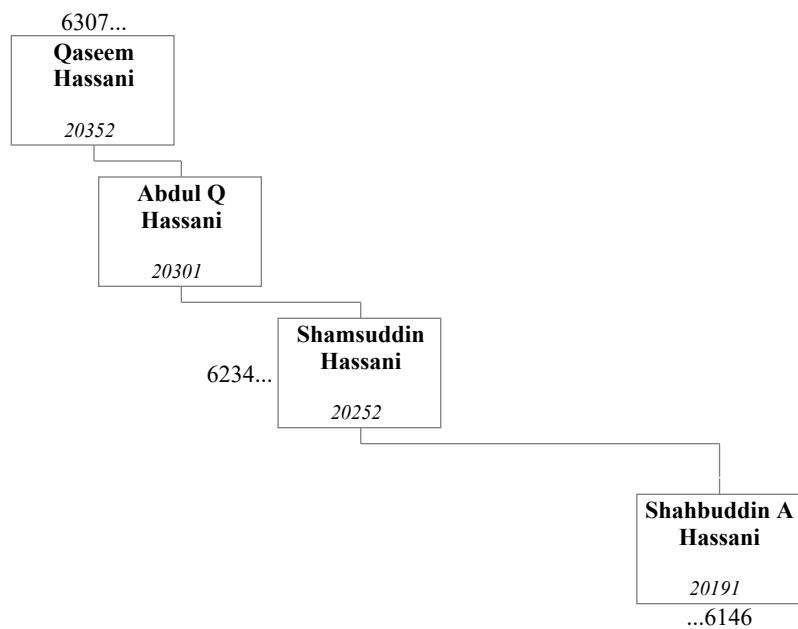 6307...
Qaseem
Hassani
20352
Abdul Q
Hassani
20301
Shamsuddin
Hassani
6234...
20252
Shahbuddin A
Hassani
20191
...6146